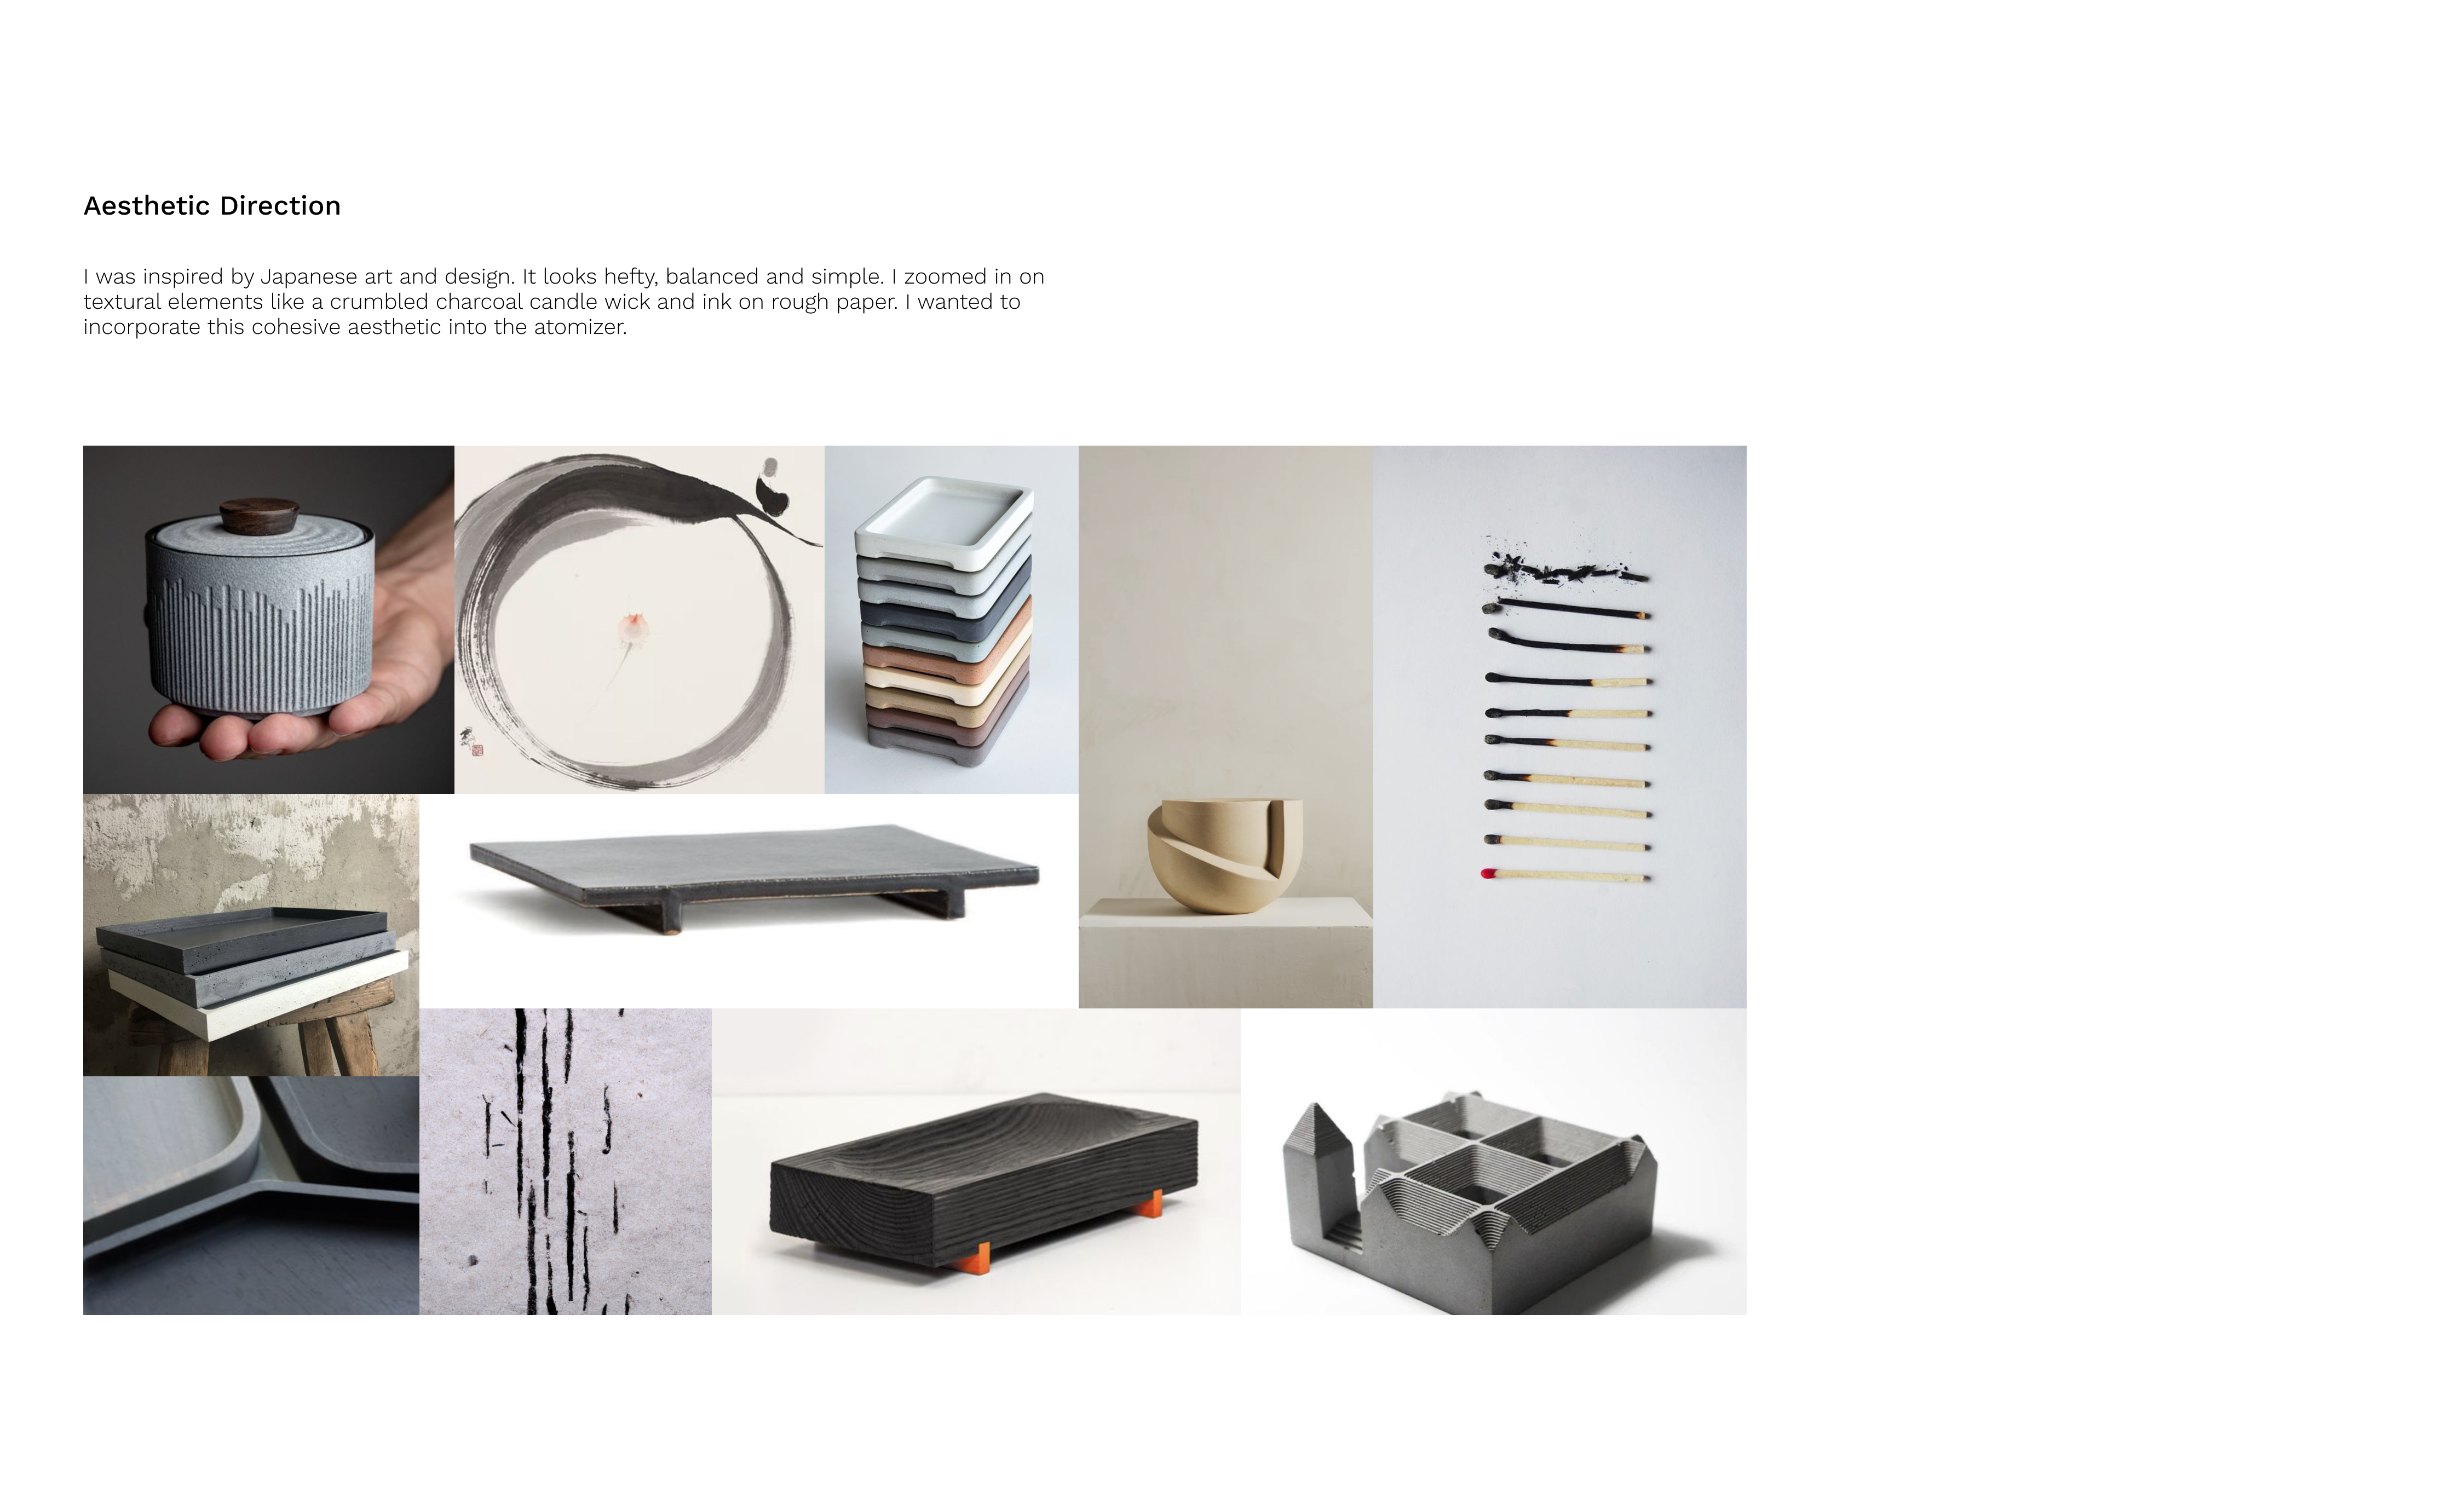 Aesthetic Direction
I was inspired by Japanese art and design. It looks hefty, balanced and simple. I zoomed in on
textural elements like a crumbled charcoal candle wick and ink on rough paper. I wanted to
incorporate this cohesive aesthetic into the atomizer.